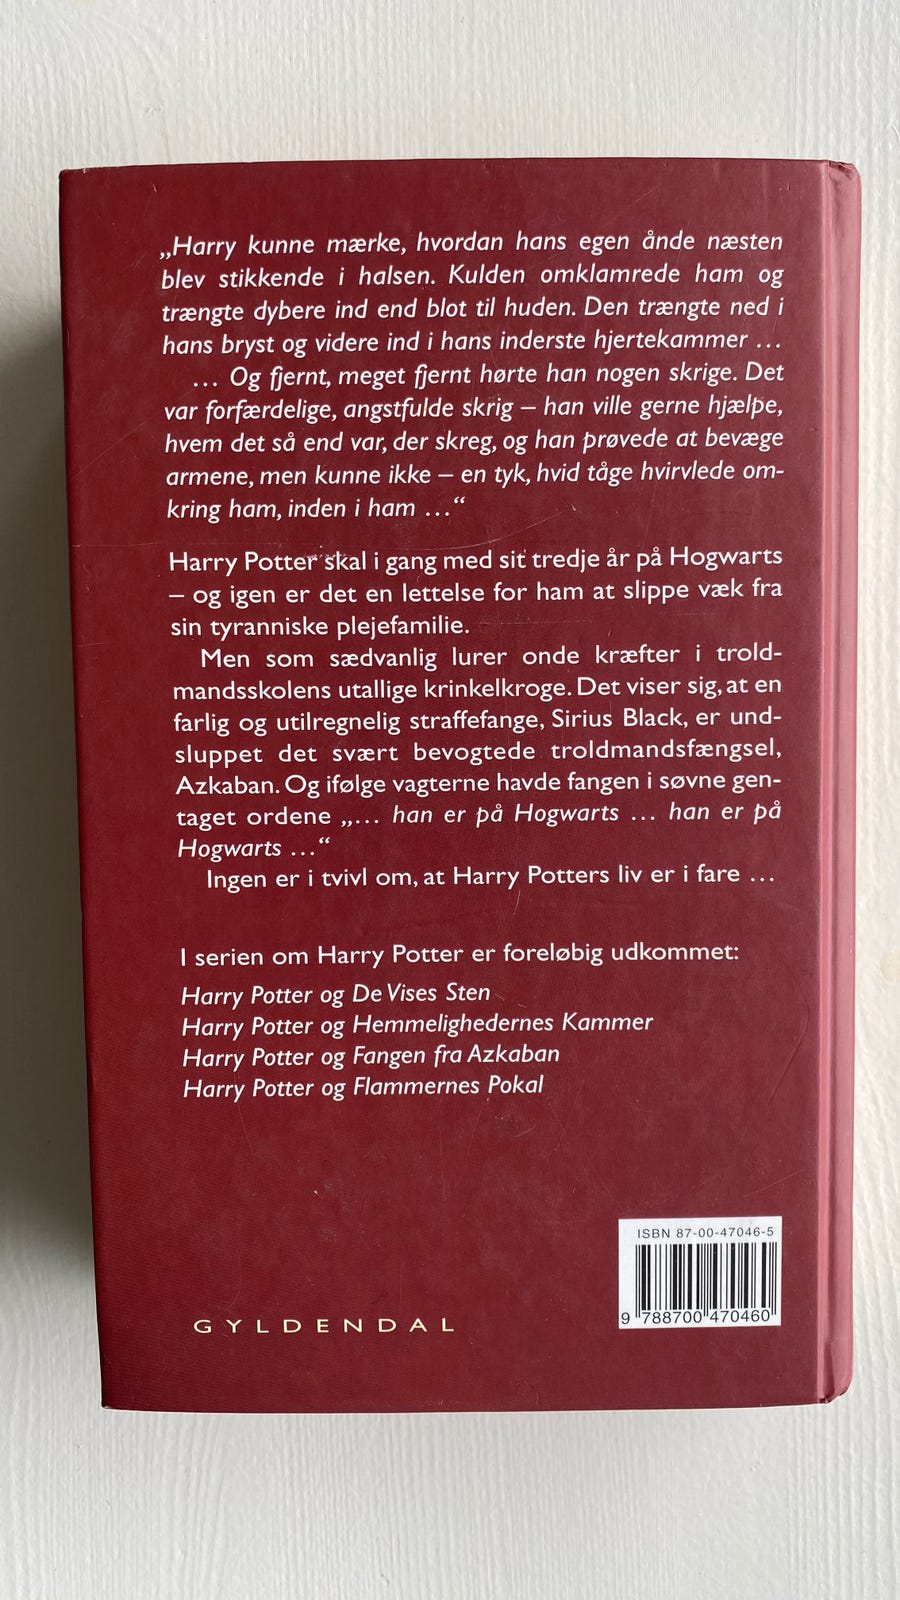 „Harry kunne mærke, hvordan hans egen ånde næsten
blev stikkende i halsen. Kulden omklamrede ham og
trængte dybere ind end blot til huden. Den trængte ned i
hans bryst og videre ind i hans inderste hjertekammer …
… Og fjernt, meget fjernt hørte han nogen skrige. Det
var forfærdelige, angstfulde skrig – han ville gerne hjælpe,
hvem det så end var, der skreg, og han prøvede at bevæge
armene, men kunne ikke – en tyk, hvid tåge hvirvlede om-
kring ham, inden i ham …“
Harry Potter skal i gang med sit tredje år på Hogwarts
– og igen er det en lettelse for ham at slippe væk fra
sin tyranniske plejefamilie.
Men som sædvanlig lurer onde kræfter i trold-
mandsskolens utallige krinkelkroge. Det viser sig, at en
farlig og utilregnelig straffefange, Sirius Black, er und-
sluppet det svært bevogtede troldmandsfængsel,
Azkaban. Og ifølge vagterne havde fangen i søvne gen-
taget ordene „… han er på Hogwarts … han er på
Hogwarts …“
Ingen er i tvivl om, at Harry Potters liv er i fare …
I serien om Harry Potter er foreløbig udkommet:
Harry Potter og De Vises Sten
Harry Potter og Hemmelighedernes Kammer
Harry Potter og Fangen fra Azkaban
Harry Potter og Flammernes Pokal
ISBN 87-00-47046-5
9 788700 470460
GYLDENDAL